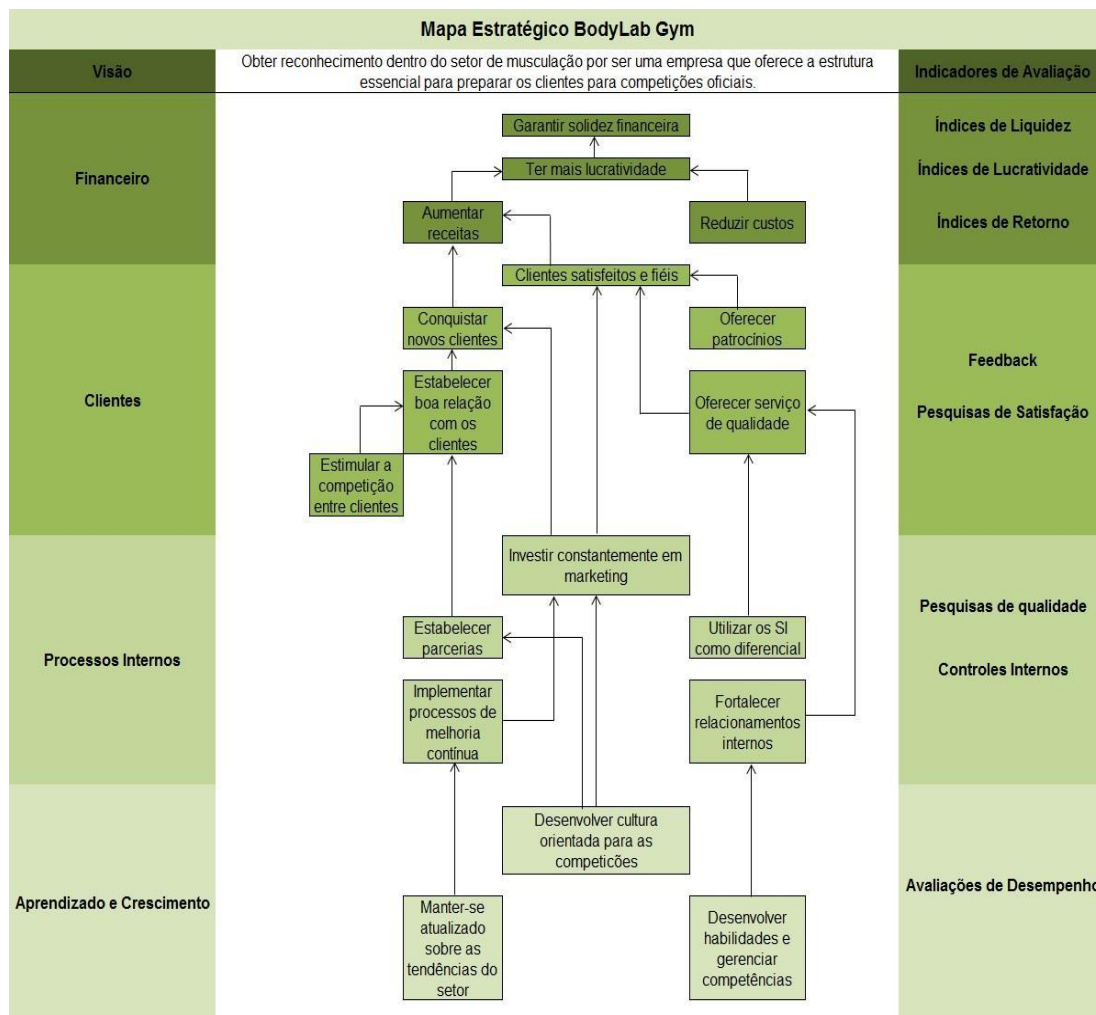 Mapa Estratégico BodyLab Gym
Visão
Obter reconhecimento dentro do setor de musculação por ser uma empresa que oferece a estrutura
essencial para preparar os clientes para competições oficiais.
Indicadores de Avaliação
Financeiro
Garantir solidez financeira
Ter mais lucratividade
Aumentar
receitas
Reduzir custos
Índices de Liquidez
Índices de Lucratividade
Índices de Retorno
Clientes
Clientes satisfeitos e fiéis
Conquistar
novos clientes
Oferecer
patrocínios
Estabelecer
boa relação
com os
clientes
Oferecer serviço
de qualidade
Estimular a
competição
entre clientes
Feedback
Pesquisas de Satisfação
Processos Internos
Investir constantemente em
marketing
Estabelecer
parcerias
Utilizar os SI
como diferencial
Implementar
processos de
melhoria
contínua
Fortalecer
relacionamentos
internos
Pesquisas de qualidade
Controles Internos
Aprendizado e Crescimento
Desenvolver cultura
orientada para as
competicões
Manter-se
atualizado
sobre as
tendências do
setor
Desenvolver
habilidades e
gerenciar
competências
Avaliações de Desempenho